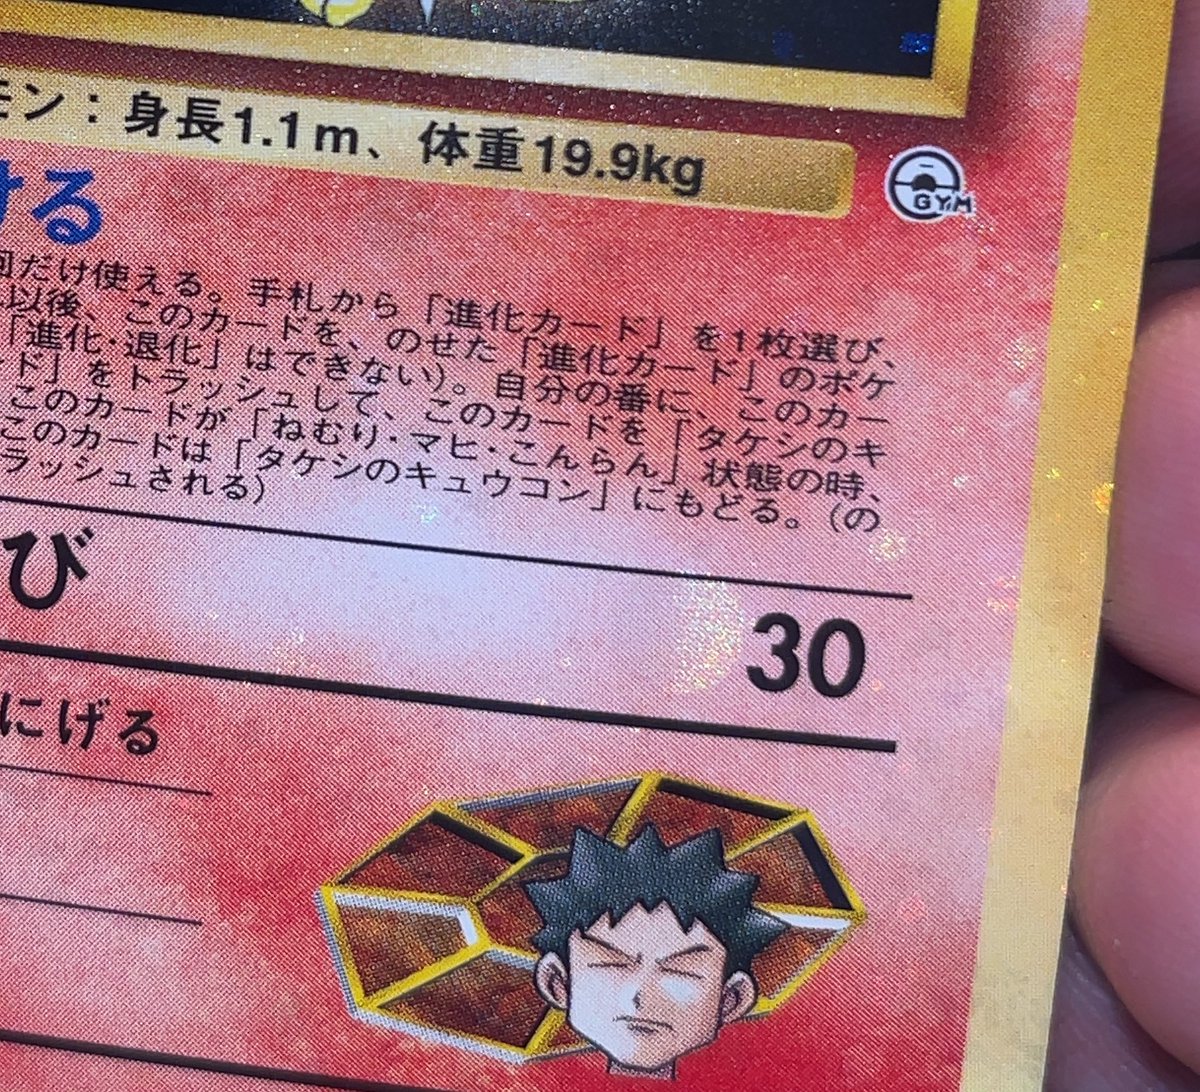 モン：身長1.1m、体重19.9kg
GYM
ける
回だけ使える。手札から「進化カード」を1枚選び、
以後、このカードを、のせた「進化カード」のポケ
「進化・退化」はできない)。自分の番に、このカー
ド」をトラッシュして、このカードを「タケシのキ
このカードが「ねむり・マヒ・こんらん」状態の時、
このカードは「タケシのキュウコン」にもどる。(の
ラッシュされる)
び 30
にげる